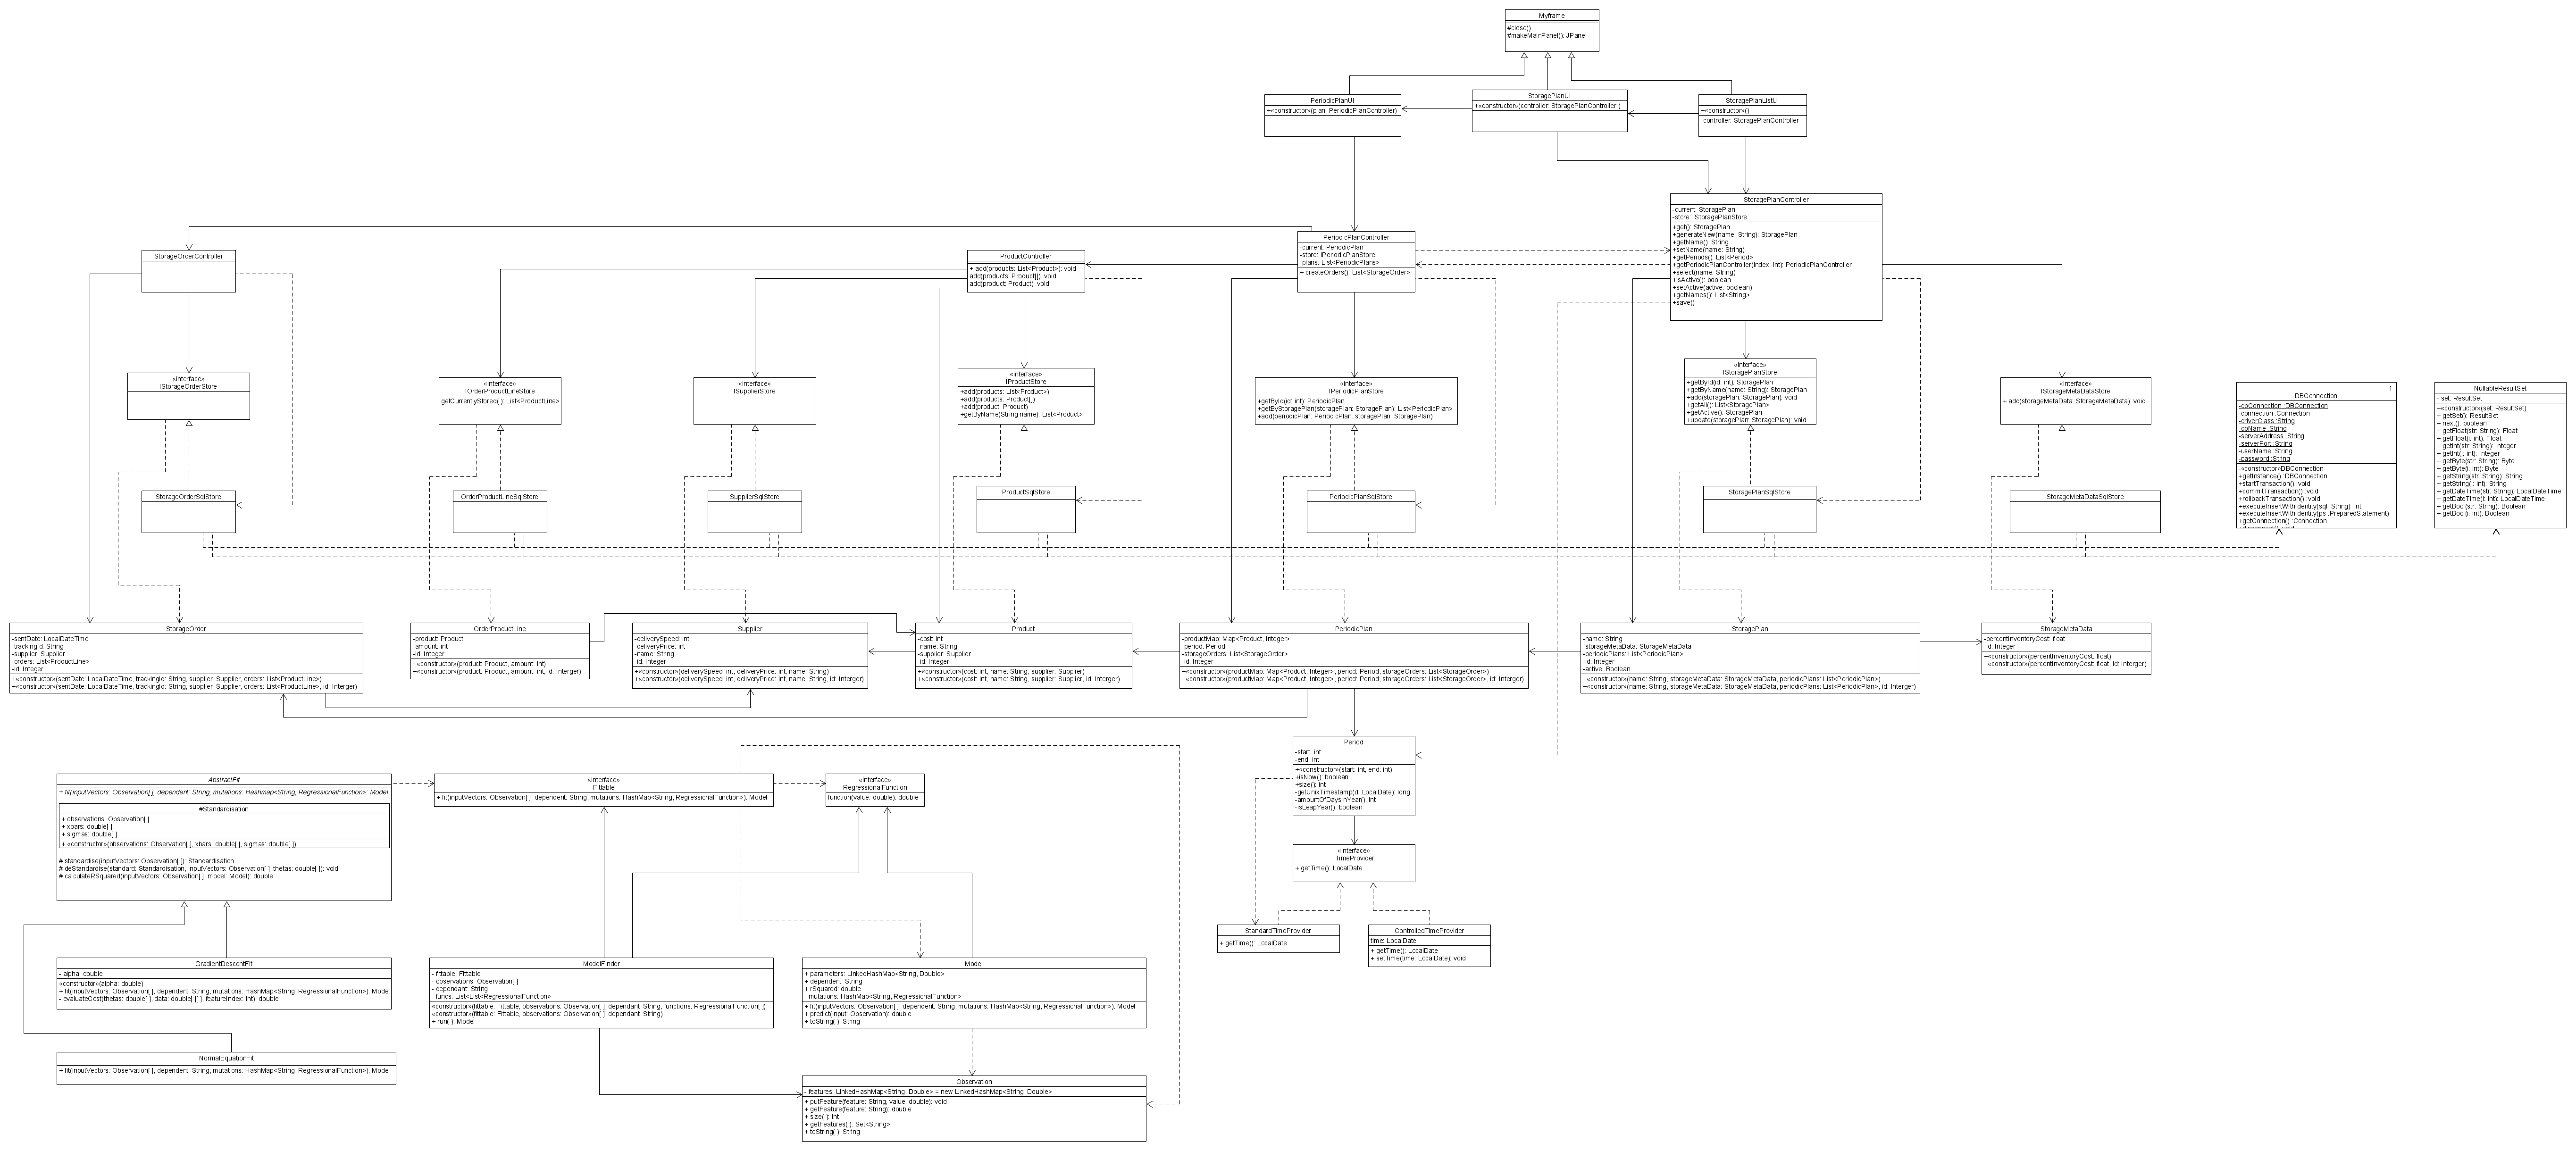 Myframe
#close()
#makeMainPanel(): JPanel
PeriodicPlanUI
+«constructor»(plan: PeriodicPlanController)
StoragePlanUI
+«constructor»(controller: StoragePlanController )
StoragePlanListUI
+«constructor»()
-controller: StoragePlanController
StoragePlanController
-current: StoragePlan
-store: IStoragePlanStore
+get(): StoragePlan
+generateNew(name: String): StoragePlan
+getName(): String
+setName(name: String)
+getPeriods(): List<Period>
+getPeriodicPlanController(index: int): PeriodicPlanController
+select(name: String)
+isActive(): boolean
+setActive(active: boolean)
+getNames(): List<String>
+save()
StorageOrderController
ProductController
+ add(products: List<Product>): void
add(products: Product[]): void
add(product: Product): void
PeriodicPlanController
-current: PeriodicPlan
-store: IPeriodicPlanStore
-plans: List<PeriodicPlans>
+ createOrders(): List<StorageOrder>
«interface»
IStorageOrderStore
«interface»
IOrderProductLineStore
getCurrentlyStored( ): List<ProductLine>
«interface»
ISupplierStore
«interface»
IProductStore
+add(products: List<Product>)
+add(products: Product[])
+add(product: Product)
+getByName(String name): List<Product>
«interface»
IPeriodicPlanStore
+getById(id: int): PeriodicPlan
+getByStoragePlan(storagePlan: StoragePlan): List<PeriodicPlan>
+add(periodicPlan: PeriodicPlan, storagePlan: StoragePlan)
«interface»
IStoragePlanStore
+getById(id: int): StoragePlan
+getByName(name: String): StoragePlan
+add(storagePlan: StoragePlan): void
+getAll(): List<StoragePlan>
+getActive(): StoragePlan
+update(storagePlan: StoragePlan): void
«interface»
IStorageMetaDataStore
+ add(storageMetaData: StorageMetaData): void
1
DBConnection
-dbConnection :DBConnection
-connection :Connection
-driverClass :String
-dbName :String
-serverAddress :String
-serverPort :String
-userName :String
-password :String
-«constructor»DBConnection
+getInstance() :DBConnection
+startTransaction() :void
+commitTransaction() :void
+rollbackTransaction() :void
+executeInsertWithIdentity(sql :String) :int
+executeInsertWithIdentity(ps :PreparedStatement)
+getConnection() :Connection
NullableResultSet
- set: ResultSet
+«constructor»(set: ResultSet)
+ getSet(): ResultSet
+ next(): boolean
+ getFloat(str: String): Float
+ getFloat(i: int): Float
+ getInt(str: String): Integer
+ getInt(i: int): Integer
+ getByte(str: String): Byte
+ getByte(i: int): Byte
+ getString(str: String): String
+ getString(i: int): String
+ getDateTime(str: String): LocalDateTime
+ getDateTime(i: int): LocalDateTime
+ getBool(str: String): Boolean
+ getBool(i: int): Boolean
StorageOrderSqlStore
OrderProductLineSqlStore
SupplierSqlStore
ProductSqlStore
PeriodicPlanSqlStore
StoragePlanSqlStore
StorageMetaDataSqlStore
StorageOrder
-sentDate: LocalDateTime
-trackingId: String
-supplier: Supplier
-orders: List<ProductLine>
-id: Integer
+«constructor»(sentDate: LocalDateTime, trackingId: String, supplier: Supplier, orders: List<ProductLine>)
+«constructor»(sentDate: LocalDateTime, trackingId: String, supplier: Supplier, orders: List<ProductLine>, id: Interger)
OrderProductLine
-product: Product
-amount: int
-id: Integer
+«constructor»(product: Product, amount: int)
+«constructor»(product: Product, amount: int, id: Interger)
Supplier
-deliverySpeed: int
-deliveryPrice: int
-name: String
-id: Integer
+«constructor»(deliverySpeed: int, deliveryPrice: int, name: String)
+«constructor»(deliverySpeed: int, deliveryPrice: int, name: String, id: Interger)
Product
-cost: int
-name: String
-supplier: Supplier
-id: Integer
+«constructor»(cost: int, name: String, supplier: Supplier)
+«constructor»(cost: int, name: String, supplier: Supplier, id: Interger)
PeriodicPlan
-productMap: Map<Product, Integer>
-period: Period
-storageOrders: List<StorageOrder>
-id: Integer
+«constructor»(productMap: Map<Product, Integer> , period: Period, storageOrders: List<StorageOrder>)
+«constructor»(productMap: Map<Product, Integer> , period: Period, storageOrders: List<StorageOrder>, id: Interger)
StoragePlan
-name: String
-storageMetaData: StorageMetaData
-periodicPlans: List<PeriodicPlan>
-id: Integer
-active: Boolean
+«constructor»(name: String, storageMetaData: StorageMetaData, periodicPlans: List<PeriodicPlan>)
+«constructor»(name: String, storageMetaData: StorageMetaData, periodicPlans: List<PeriodicPlan>, id: Interger)
StorageMetaData
-percentInventoryCost: float
-id: Integer
+«constructor»(percentInventoryCost: float)
+«constructor»(percentInventoryCost: float, id: Interger)
Period
-start: int
-end: int
+«constructor»(start: int, end: int)
+isNow(): boolean
+size(): int
-getUnixTimestamp(d: LocalDate): long
-amountOfDaysInYear(): int
-isLeapYear(): boolean
«interface»
ITimeProvider
+ getTime(): LocalDate
StandardTimeProvider
+ getTime(): LocalDate
ControlledTimeProvider
time: LocalDate
+ getTime(): LocalDate
+ setTime(time: LocalDate): void
AbstractFit
+ fit(inputVectors: Observation[ ], dependent: String, mutations: Hashmap<String, RegressionalFunction>: Model
#Standardisation
+ observations: Observation[ ]
+ xbars: double[ ]
+ sigmas: double[ ]
+ «constructor»(observations: Observation[ ], xbars: double[ ], sigmas: double[ ])
# standardise(inputVectors: Observation[ ]): Standardisation
# deStandardise(standard: Standardisation, inputVectors: Observation[ ],thetas: double[ ]): void
# calculateRSquared(inputVectors: Observation[ ], model: Model): double
«interface»
Fittable
+ fit(inputVectors: Observation[ ], dependent: String, mutations: HashMap<String, RegressionalFunction>): Model
«interface»
RegressionalFunction
function(value: double): double
GradientDescentFit
- alpha: double
«constructor»(alpha: double)
+ fit(inputVectors: Observation[ ], dependent: String, mutations: HashMap<String, RegressionalFunction>): Model
- evaluateCost(thetas: double[ ], data: double[ ][ ], featureIndex: int): double
NormalEquationFit
+ fit(inputVectors: Observation[ ], dependent: String, mutations: HashMap<String, RegressionalFunction>): Model
ModelFinder
- fittable: Fittable
- observations: Observation[ ]
- dependant: String
- funcs: List<List<RegressionalFunction»
«constructor»(fittable: Fittable, observations: Observation[ ], dependant: String, functions: RegressionalFunction[ ])
«constructor»(fittable: Fittable, observations: Observation[ ], dependant: String)
+ run( ): Model
Model
+ parameters: LinkedHashMap<String, Double>
+ dependent: String
+ rSquared: double
- mutations: HashMap<String, RegressionalFunction>
+ fit(inputVectors: Observation[ ], dependent: String, mutations: HashMap<String, RegressionalFunction>): Model
+ predict(input: Observation): double
+ toString( ): String
Observation
- features: LinkedHashMap<String, Double> = new LinkedHashMap<String, Double>
+ putFeature(feature: String, value: double): void
+ getFeature(feature: String): double
+ size( ): int
+ getFeatures( ): Set<String>
+ toString( ): String